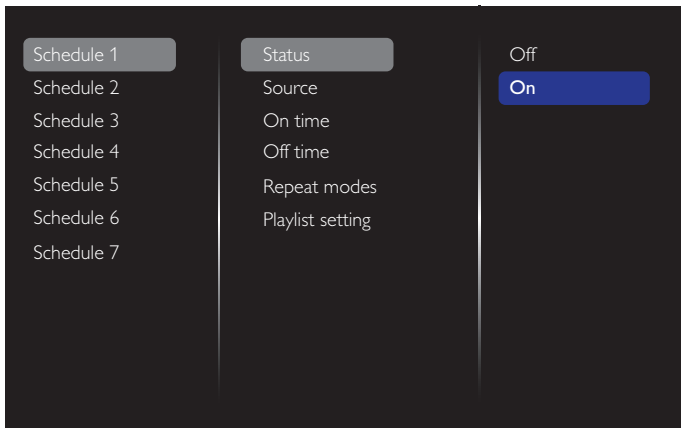 Schedule 1
Schedule 2
Schedule 3
Schedule 4
Schedule 5
Schedule 6
Schedule 7
Status
Source
On time
Off time
Repeat modes
Playlist setting
Off
On